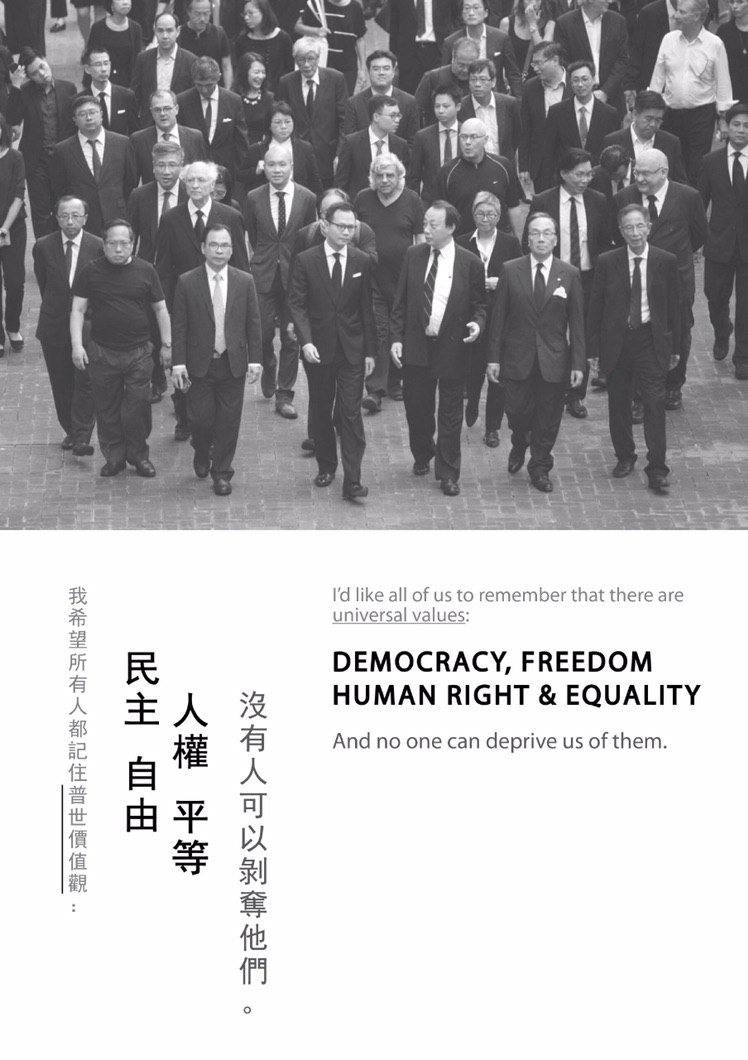 我希望所有人都記住普世價值觀：
民主 自由
人權 平等
沒有人可以剝奪他們。
I'd like all of us to remember that there are
universal values:
DEMOCRACY, FREEDOM
HUMAN RIGHT & EQUALITY
And no one can deprive us of them.